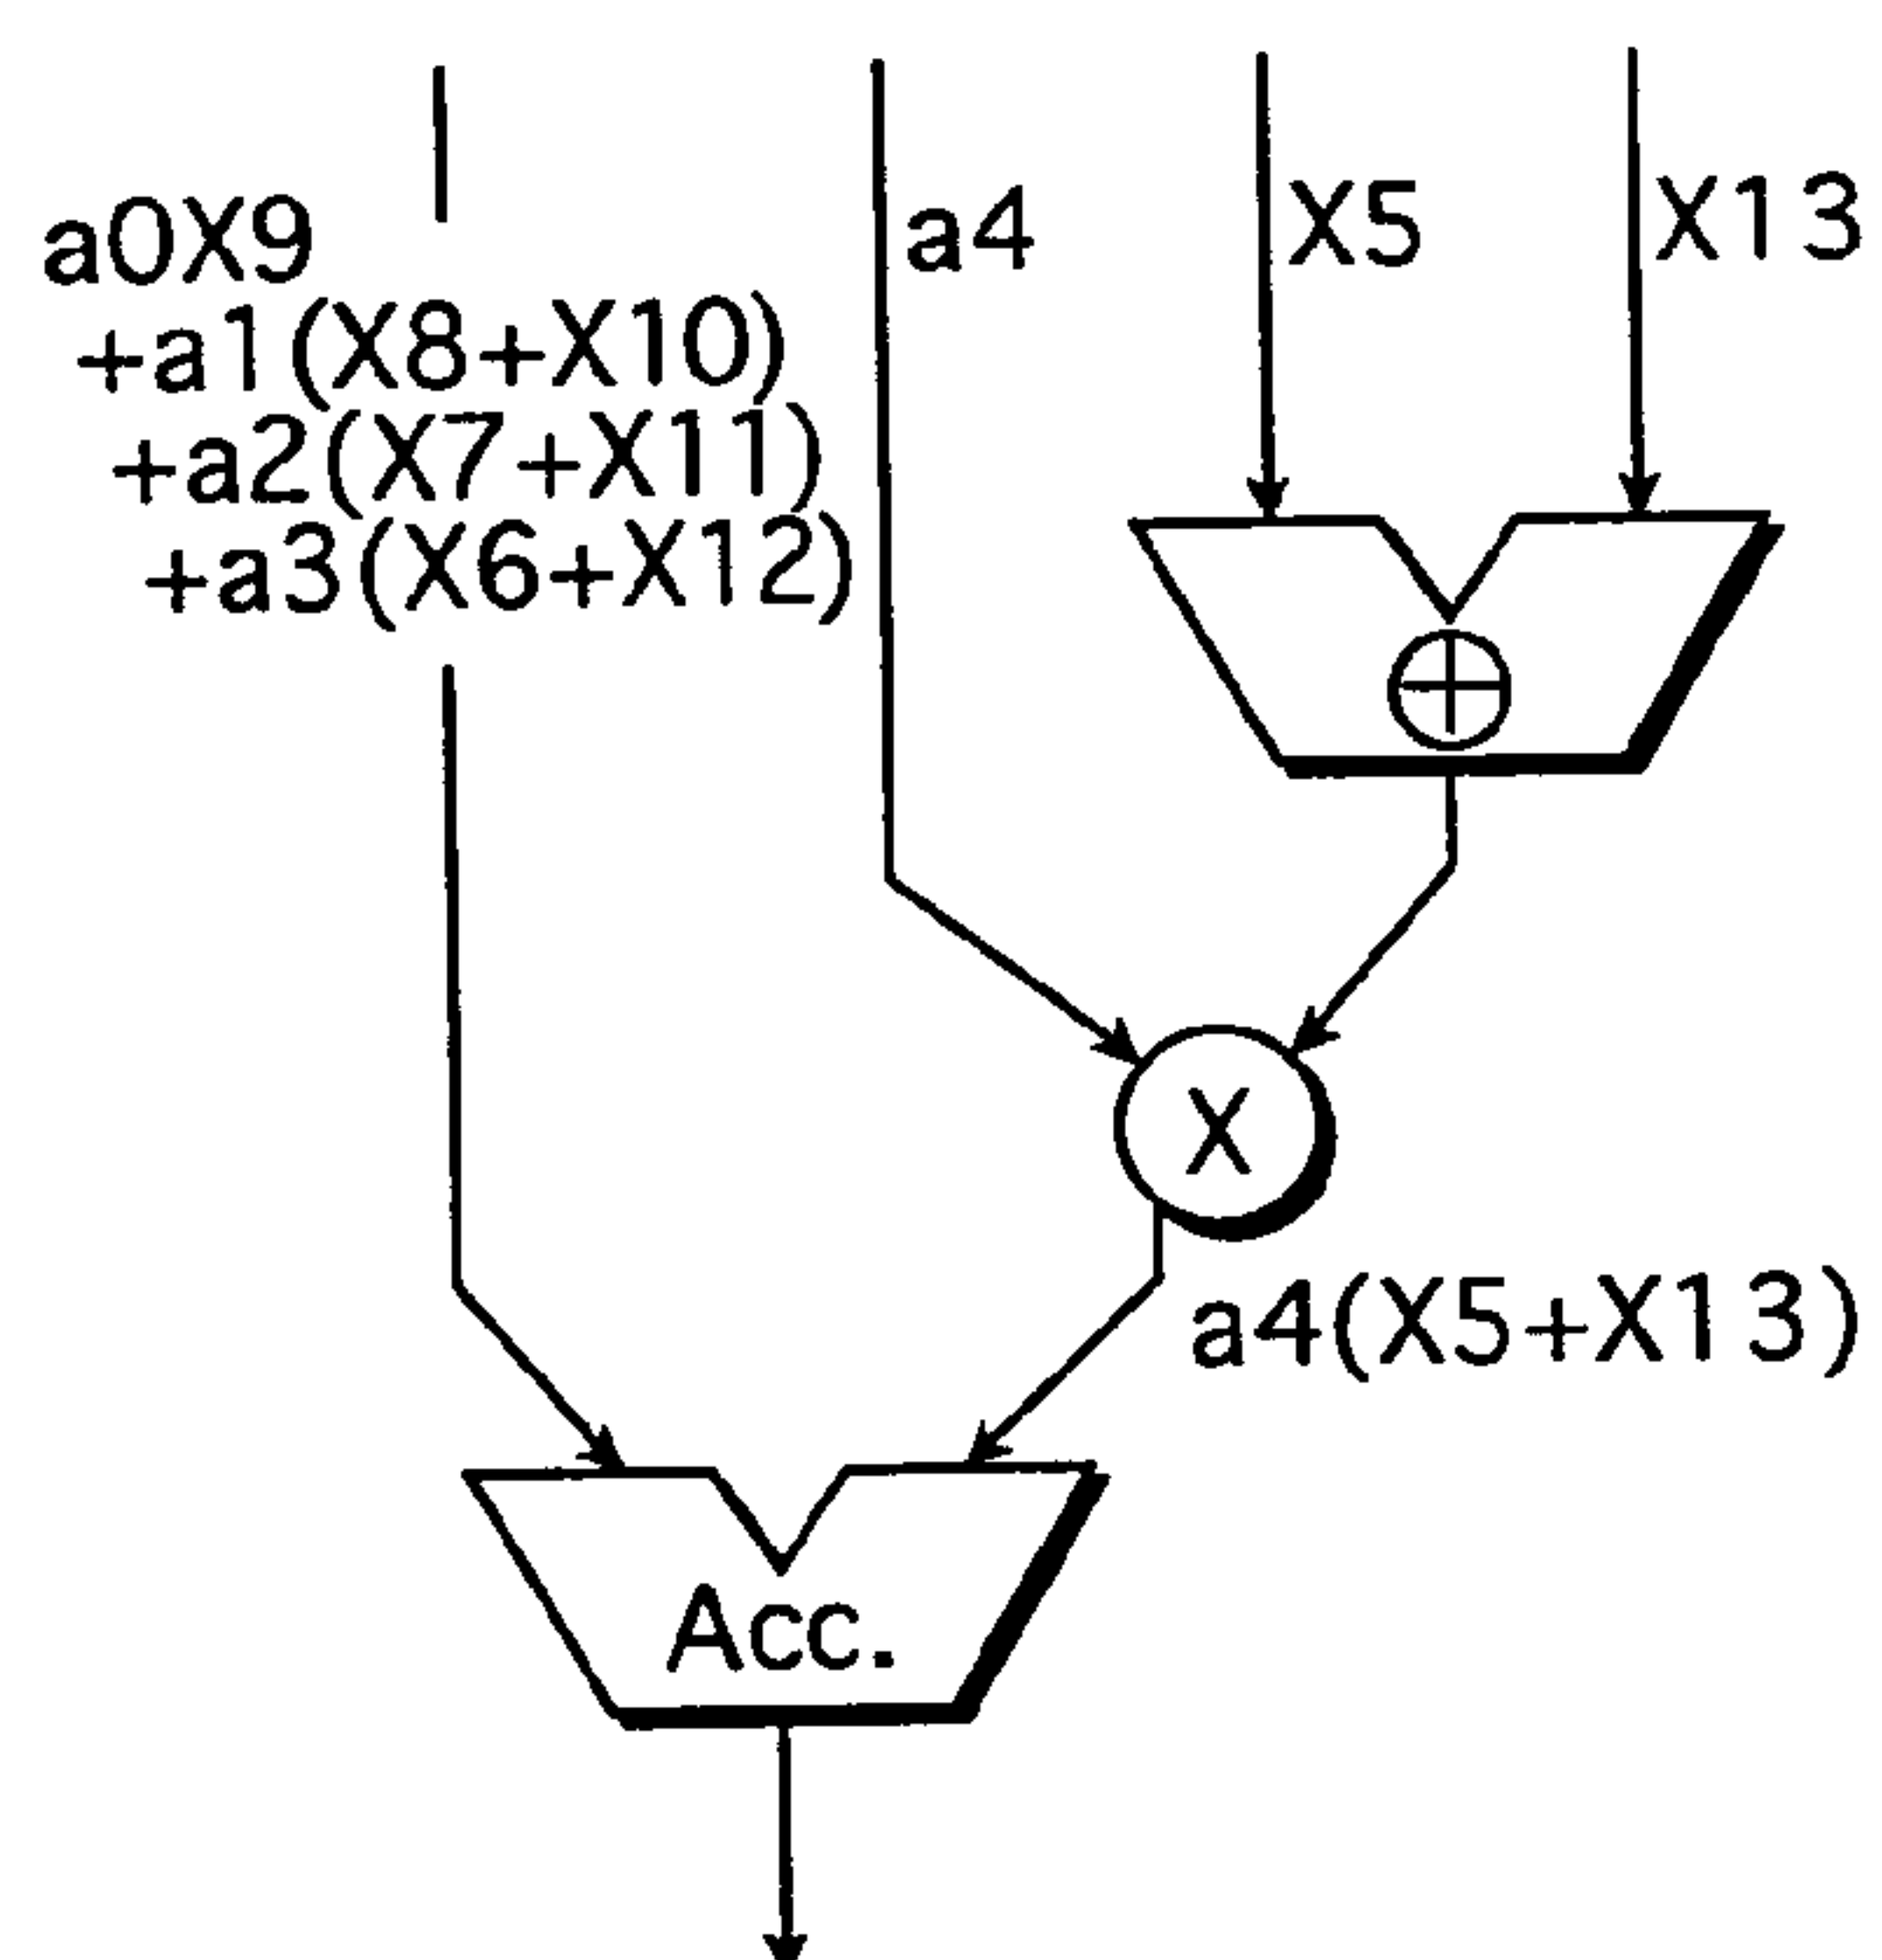 a0X9
+a1(X8+X10)
+a2(X7+X11)
+a3(X6+X12)
a4
X5
X13
X
a4(X5+X13)
Acc.